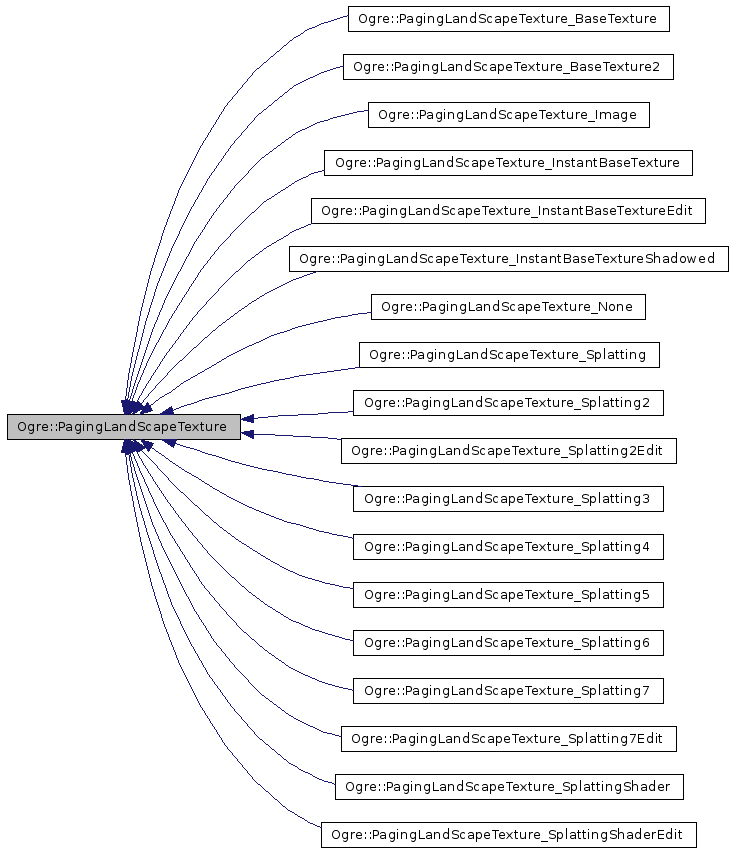 Ogre::PagingLandScapeTexture_BaseTexture
Ogre::PagingLandScapeTexture_BaseTexture2
Ogre::PagingLandScapeTexture_Image
Ogre::PagingLandScapeTexture_InstantBaseTexture
Ogre::PagingLandScapeTexture_InstantBaseTextureEdit
Ogre::PagingLandScapeTexture_InstantBaseTextureShadowed
Ogre::PagingLandScapeTexture_None
Ogre::PagingLandScapeTexture_Splatting
Ogre::PagingLandScapeTexture_Splatting2
Ogre::PagingLandScapeTexture
Ogre::PagingLandScapeTexture_Splatting2Edit
Ogre::PagingLandScapeTexture_Splatting3
Ogre::PagingLandScapeTexture_Splatting4
Ogre::PagingLandScapeTexture_Splatting5
Ogre::PagingLandScapeTexture_Splatting6
Ogre::PagingLandScapeTexture_Splatting7
Ogre::PagingLandScapeTexture_Splatting7Edit
Ogre::PagingLandScapeTexture_SplattingShader
Ogre::PagingLandScapeTexture_SplattingShaderEdit